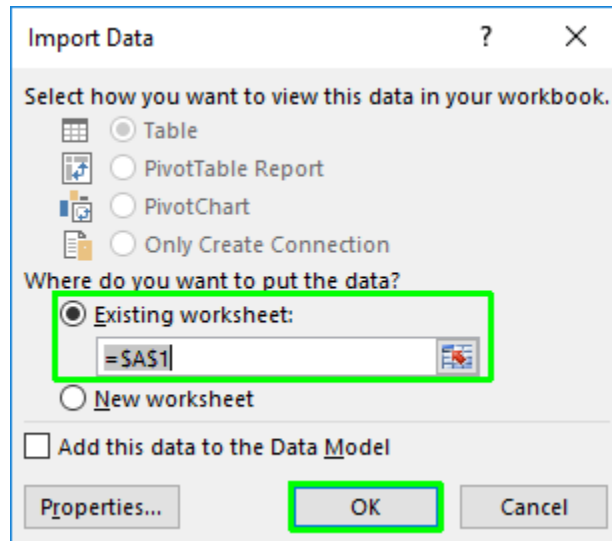 Import Data ?
Select how you want to view this data in your workbook.
Table
PivotTable Report
PivotChart
Only Create Connection
Where do you want to put the data?
Existing worksheet:
=$A$1
New worksheet
Add this data to the Data Model
Properties... OK Cancel